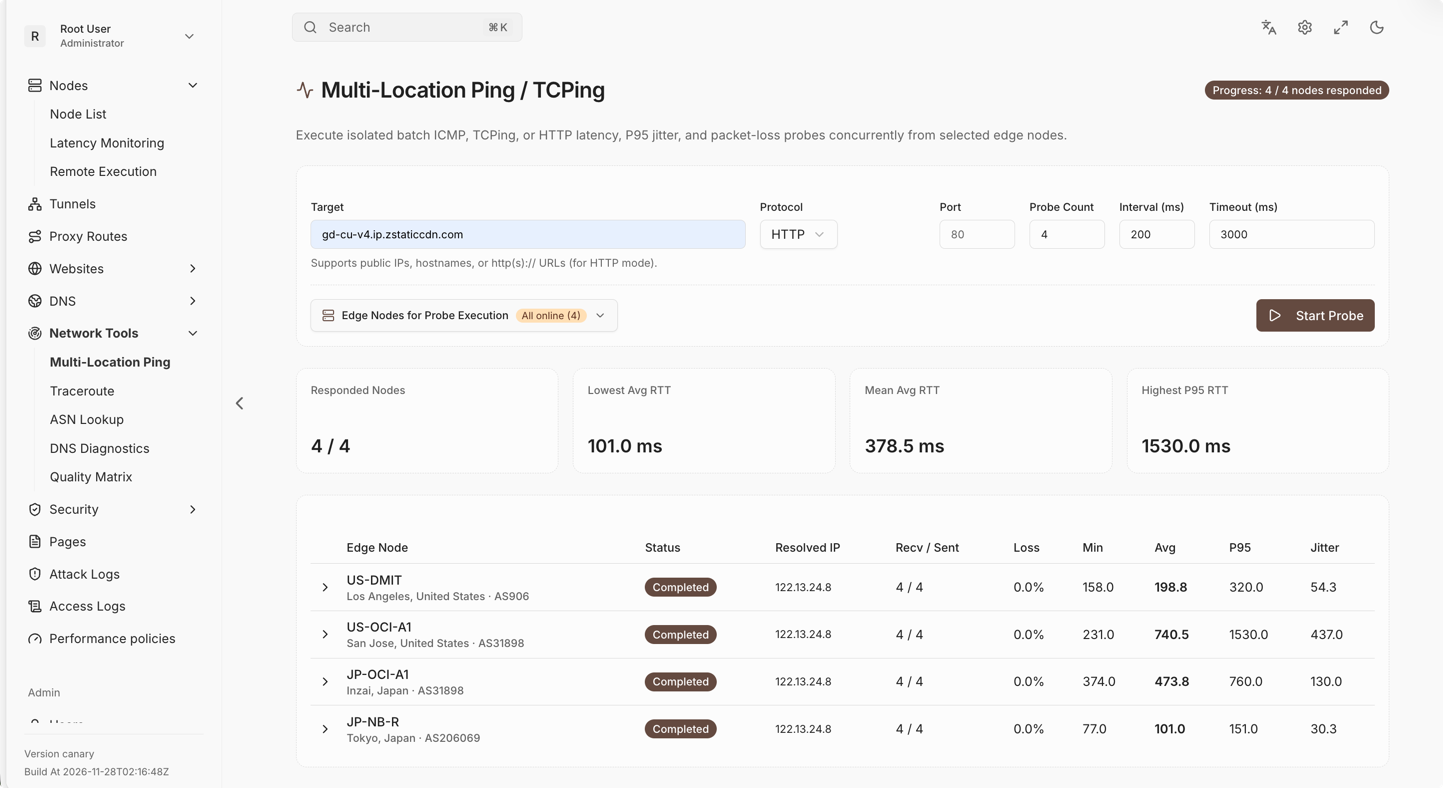 R
Root User
Administrator
Search
⌘ K
Nodes
Node List
Latency Monitoring
Remote Execution
Tunnels
Proxy Routes
Websites
DNS
Network Tools
Multi-Location Ping
Traceroute
ASN Lookup
DNS Diagnostics
Quality Matrix
Security
Pages
Attack Logs
Access Logs
Performance policies
Admin
Version canary
Build At 2026-11-28T02:16:48Z
Multi-Location Ping / TCPing
Progress: 4 / 4 nodes responded
Execute isolated batch ICMP, TCPing, or HTTP latency, P95 jitter, and packet-loss probes concurrently from selected edge nodes.
Target Protocol Port Probe Count Interval (ms) Timeout (ms)
gd-cu-v4.ip.zstaticcdn.com HTTP 80 4 200 3000
Supports public IPs, hostnames, or http(s):// URLs (for HTTP mode).
Edge Nodes for Probe Execution All online (4) Start Probe
Responded Nodes Lowest Avg RTT Mean Avg RTT Highest P95 RTT
4 / 4 101.0 ms 378.5 ms 1530.0 ms
Edge Node Status Resolved IP Recv / Sent Loss Min Avg P95 Jitter
US-DMIT
Los Angeles, United States · AS906
Completed 122.13.24.8 4 / 4 0.0% 158.0 198.8 320.0 54.3
US-OCI-A1
San Jose, United States · AS31898
Completed 122.13.24.8 4 / 4 0.0% 231.0 740.5 1530.0 437.0
JP-OCI-A1
Inzai, Japan · AS31898
Completed 122.13.24.8 4 / 4 0.0% 374.0 473.8 760.0 130.0
JP-NB-R
Tokyo, Japan · AS206069
Completed 122.13.24.8 4 / 4 0.0% 77.0 101.0 151.0 30.3